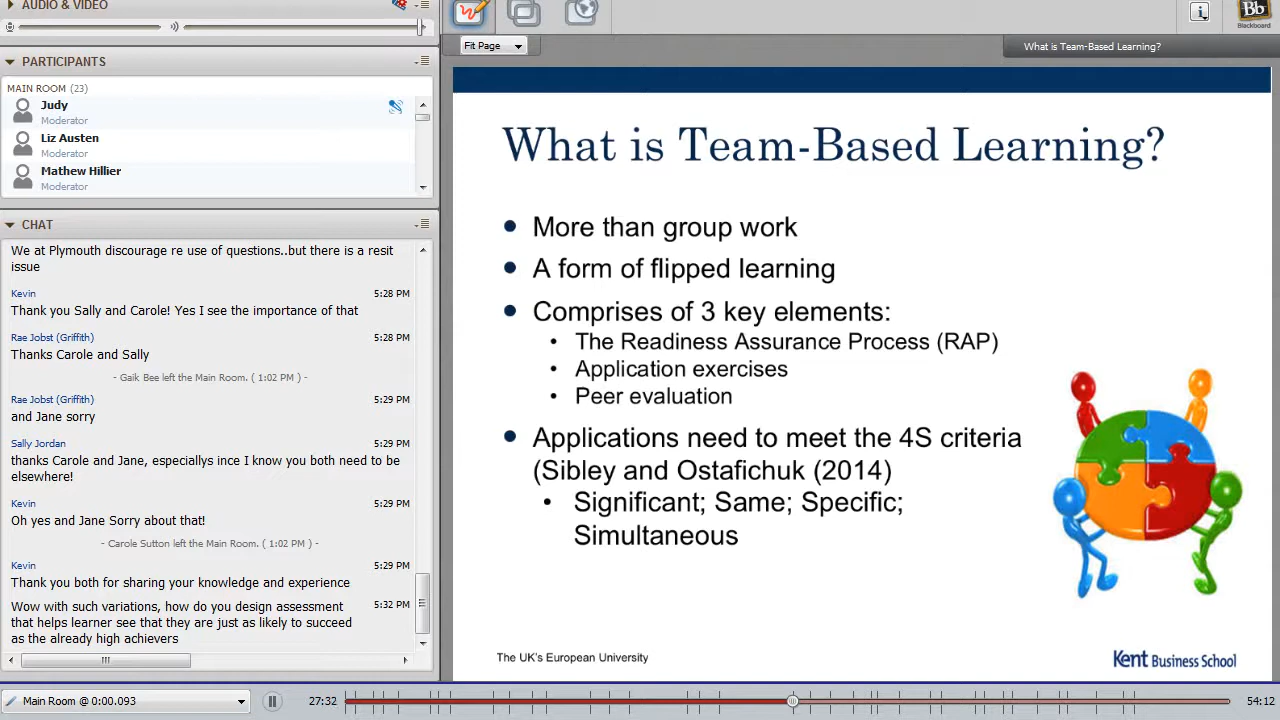 AUDIO & VIDEO
PARTICIPANTS
MAIN ROOM (23)
Judy
Moderator
Liz Austen
Moderator
Mathew Hillier
Moderator
CHAT
We at Plymouth discourage re use of questions..but there is a resit
issue
Kevin 5:28 PM
Thank you Sally and Carole! Yes I see the importance of that
Rae Jobst (Griffith) 5:28 PM
Thanks Carole and Sally
- Gaik Bee left the Main Room. ( 1:02 PM ) -
Rae Jobst (Griffith) 5:29 PM
and Jane sorry
Sally Jordan 5:29 PM
thanks Carole and Jane, especiallys ince I know you both need to be
elsewhere!
Kevin 5:29 PM
Oh yes and Jane Sorry about that!
- Carole Sutton left the Main Room. ( 1:02 PM ) -
Kevin 5:29 PM
Thank you both for sharing your knowledge and experience
Wow with such variations, how do you design assessment 5:32 PM
that helps learner see that they are just as likely to succeed
as the already high achievers
Main Room @ 0:00.093
27:32
54:12
Bb
Blackboard
Fit Page
What is Team-Based Learning?
What is Team-Based Learning?
• More than group work
• A form of flipped learning
• Comprises of 3 key elements:
• The Readiness Assurance Process (RAP)
• Application exercises
• Peer evaluation
• Applications need to meet the 4S criteria
(Sibley and Ostafichuk (2014)
• Significant; Same; Specific;
Simultaneous
The UK's European University
Kent Business School